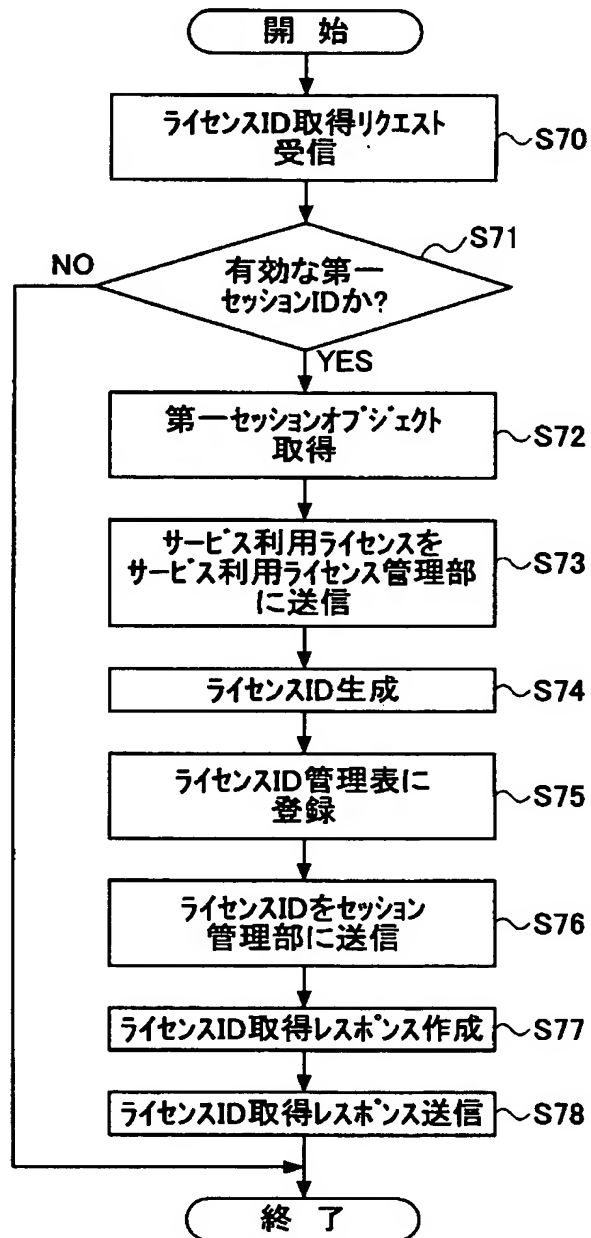 開 始
ライセンスID取得リクエスト
受信
S70
S71
NO
有効な第一
セッションIDか?
YES
第一セッションオブジェクト
取得
S72
サービス利用ライセンスを
サービス利用ライセンス管理部
に送信
S73
ライセンスID生成
S74
ライセンスID管理表に
登録
S75
ライセンスIDをセッション
管理部に送信
S76
ライセンスID取得レスポンス作成
S77
ライセンスID取得レスポンス送信
S78
終 了